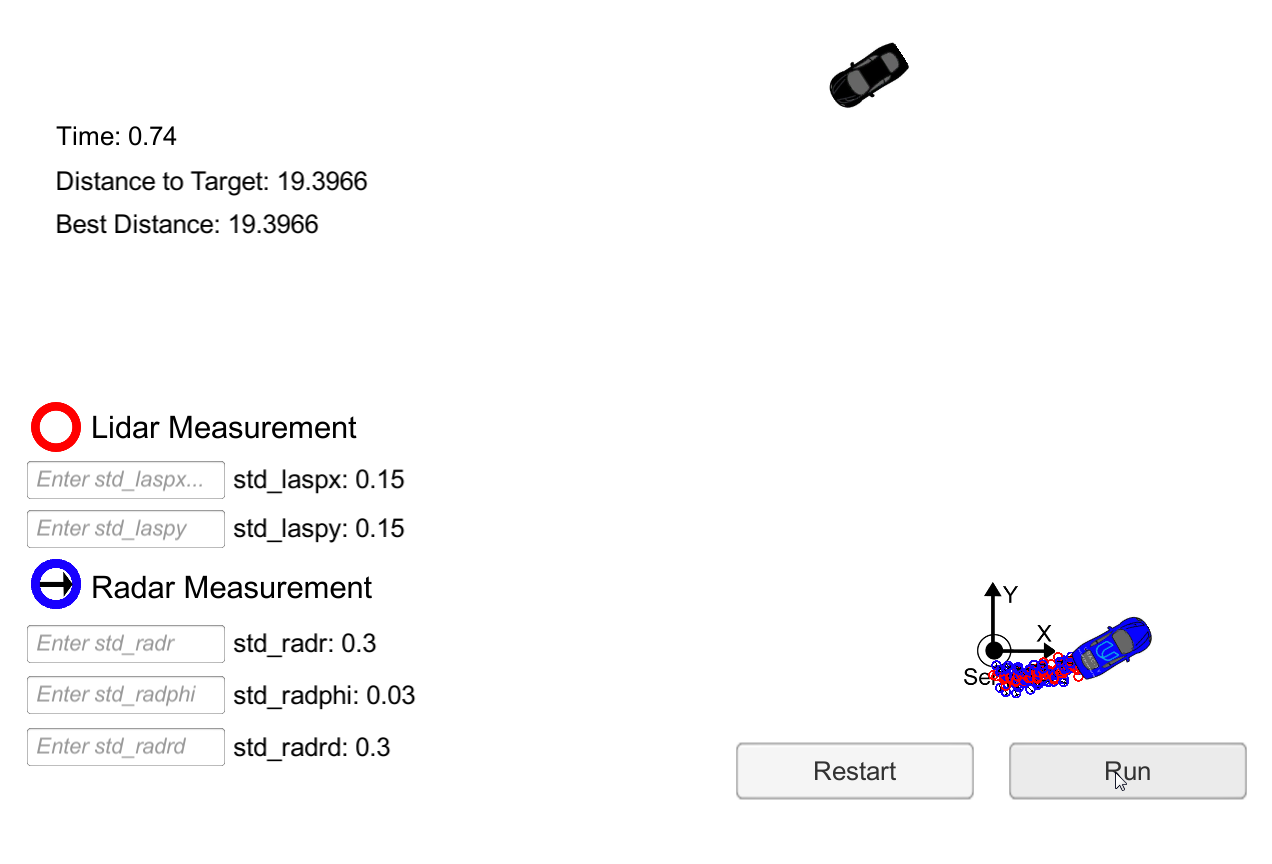 Time: 0.74
Distance to Target: 19.3966
Best Distance: 19.3966
Lidar Measurement
Enter std_laspx... std_laspx: 0.15
Enter std_laspy std_laspy: 0.15
Radar Measurement
Enter std_radr std_radr: 0.3
Enter std_radphi std_radphi: 0.03
Enter std_radrd std_radrd: 0.3
Y
X
Restart
Run